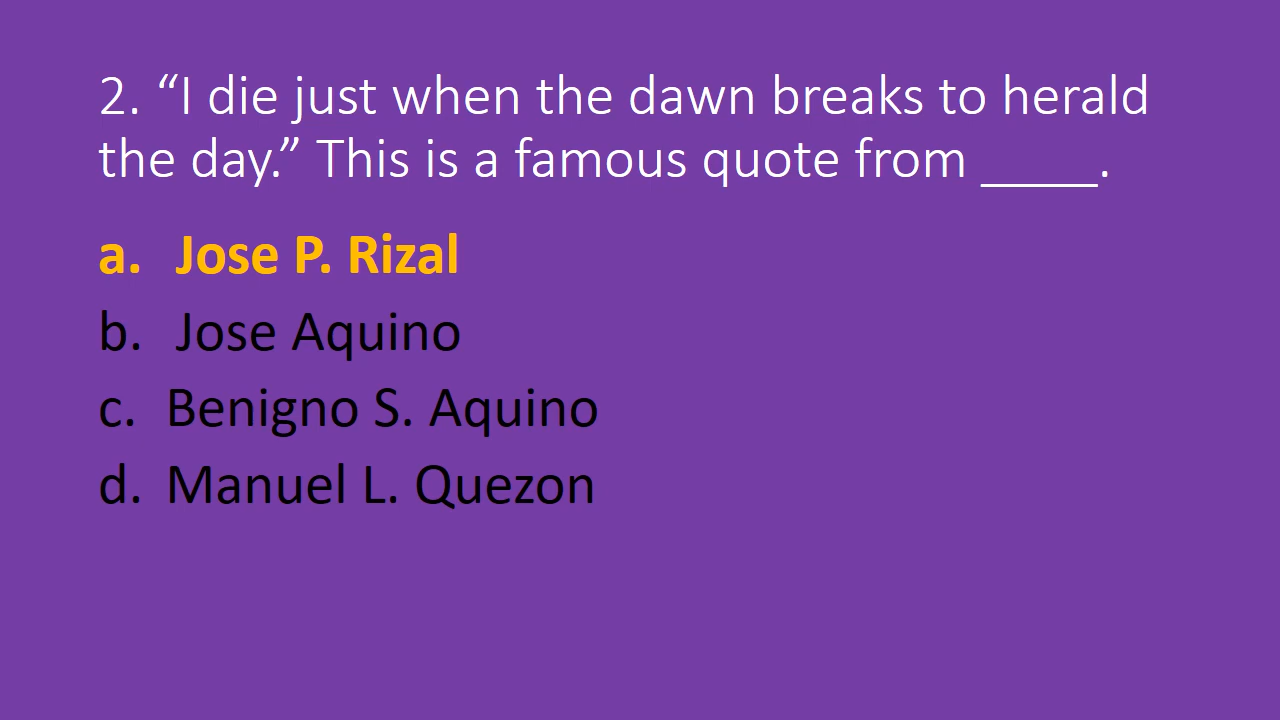 2. “I die just when the dawn breaks to herald
the day.” This is a famous quote from ____.
a. Jose P. Rizal
b. Jose Aquino
c. Benigno S. Aquino
d. Manuel L. Quezon